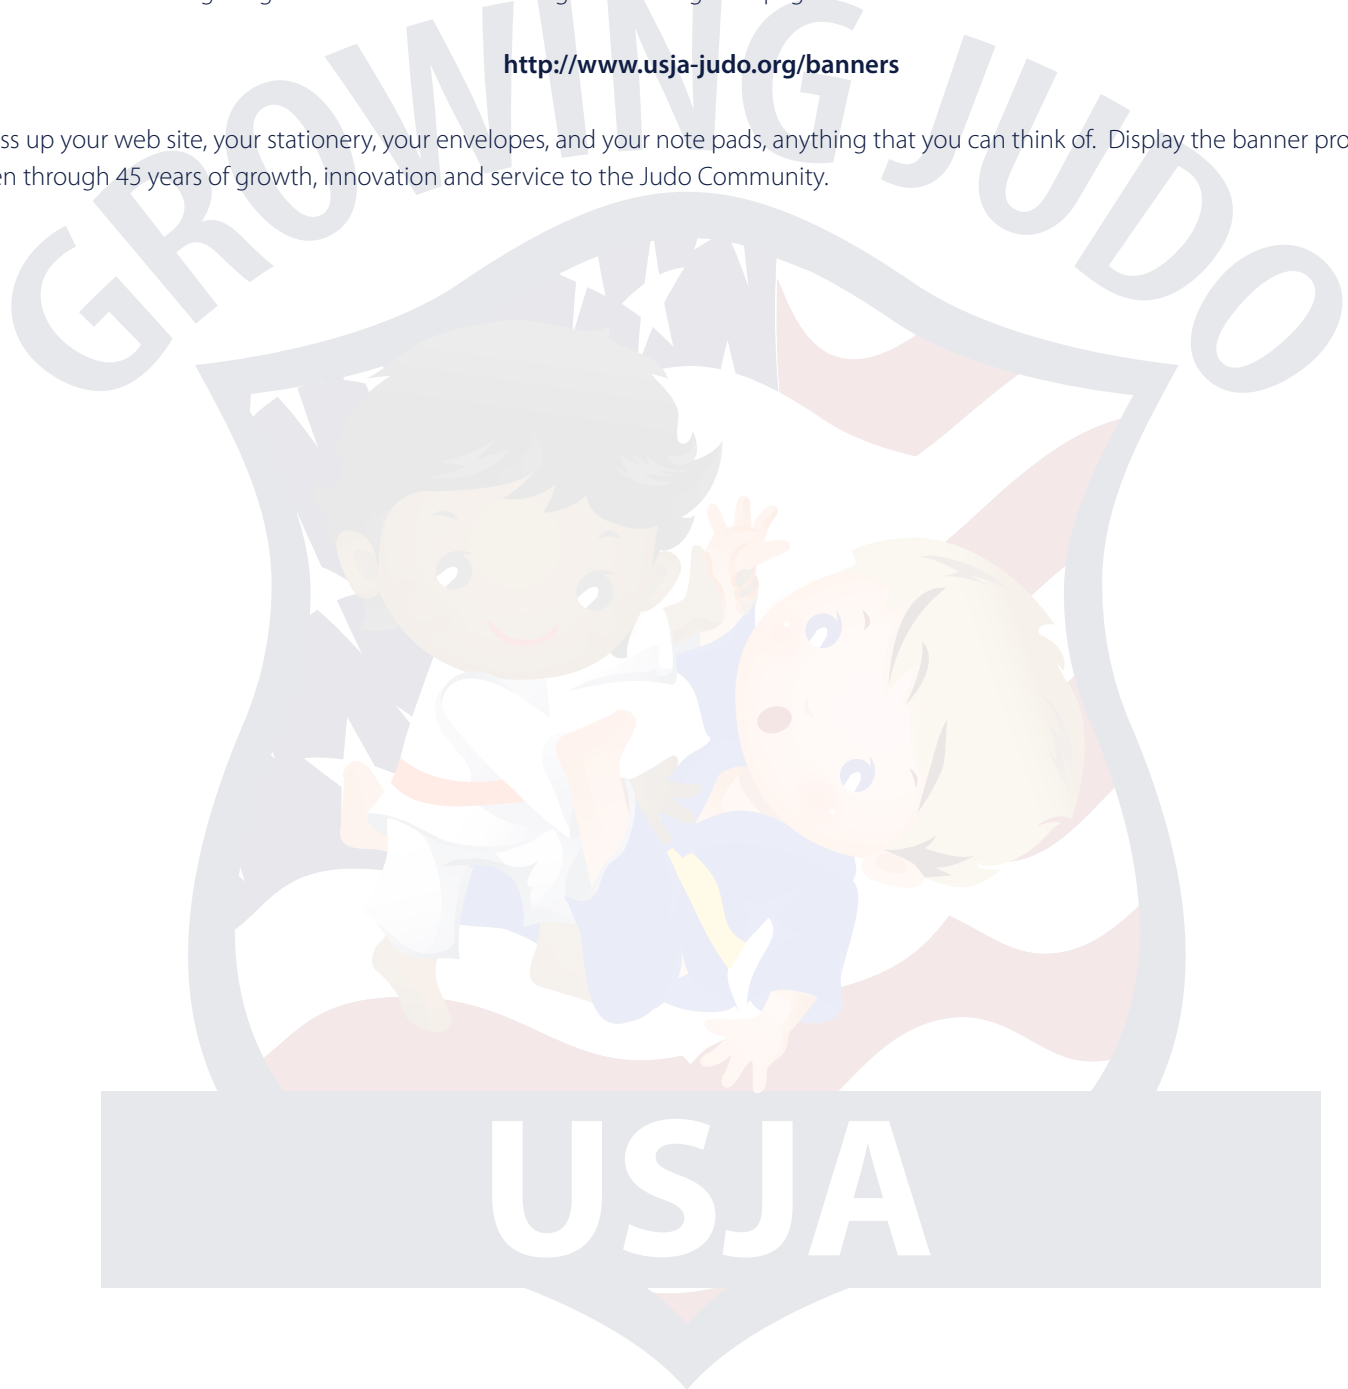 http://www.usja-judo.org/banners
ss up your web site, your stationery, your envelopes, and your note pads, anything that you can think of. Display the banner pro
en through 45 years of growth, innovation and service to the Judo Community.
GROWING JUDO
USJA